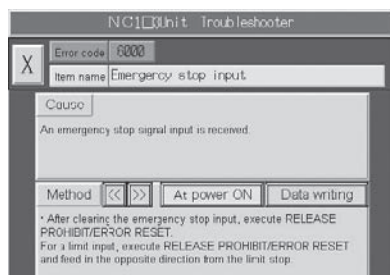 NC1□3Unit Troubleshooter
X
Error code 6000
Item name Emergency stop input
Cause
An emergency stop signal input is received.
Method << >> At power ON Data writing
* After clearing the emergency stop input, execute RELEASE
PROHIBIT/ERROR RESET.
For a limit input, execute RELEASE PROHIBIT/ERROR RESET
and feed in the opposite direction from the limit stop.